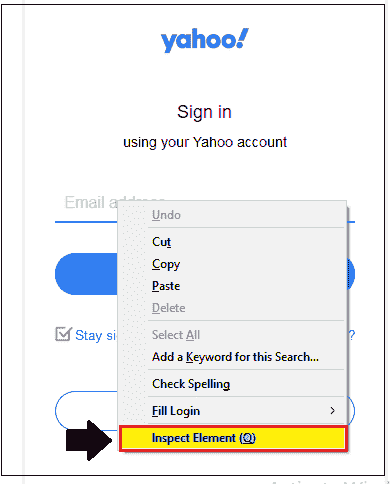 yahoo!
Sign in
using your Yahoo account
Email address
Undo
Cut
Copy
Paste
Delete
Select All
Stay si
?
Add a Keyword for this Search...
Check Spelling
Fill Login >
Inspect Element (Q)